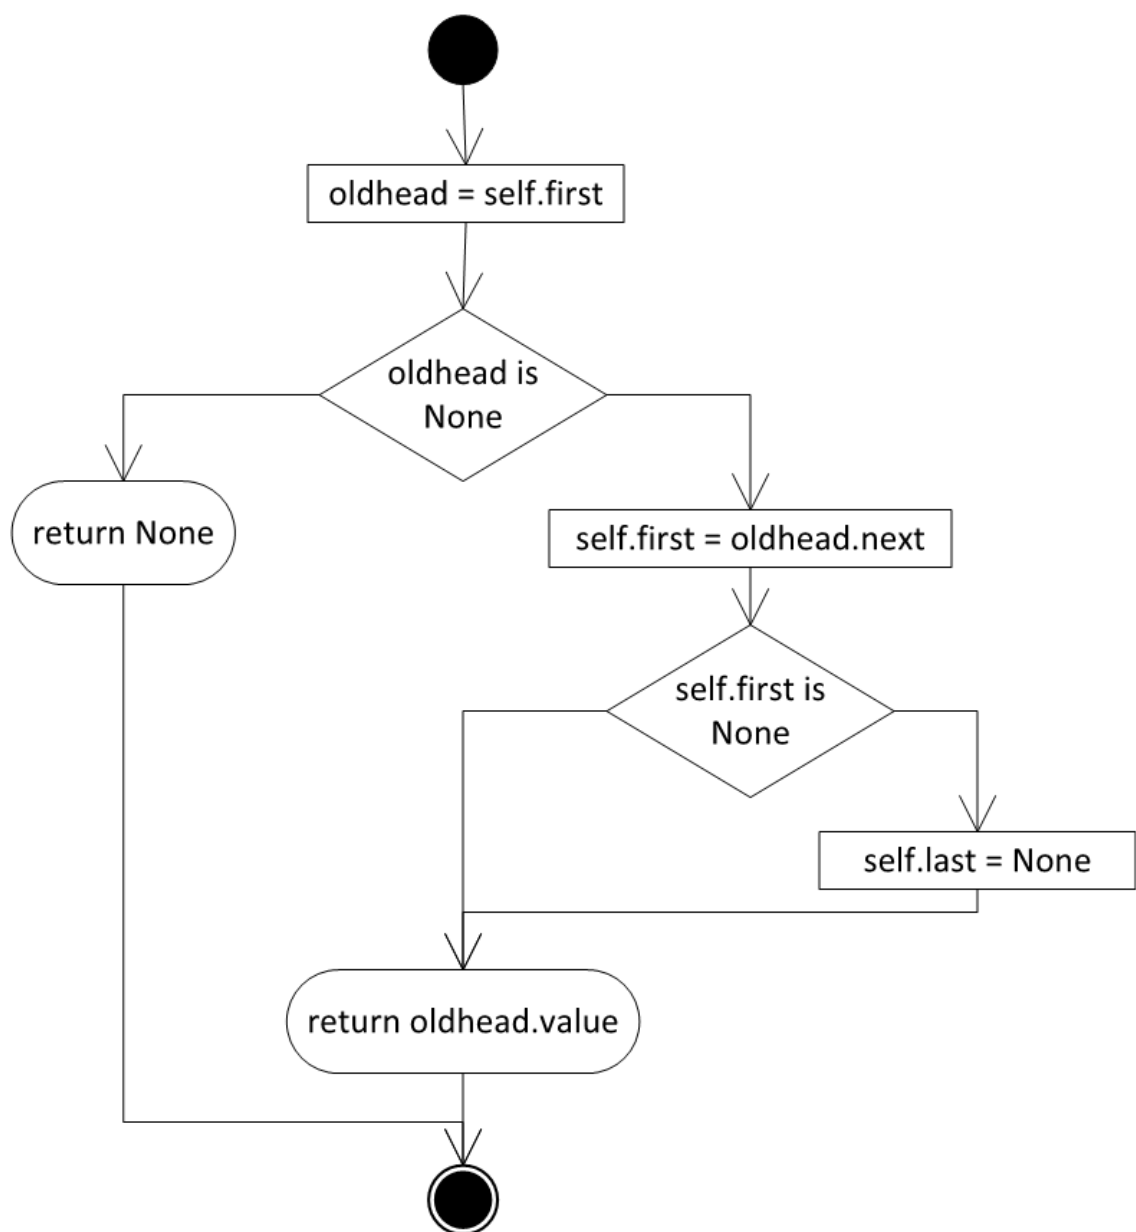 oldhead = self.first
oldhead is
None
return None
self.first = oldhead.next
self.first is
None
self.last = None
return oldhead.value